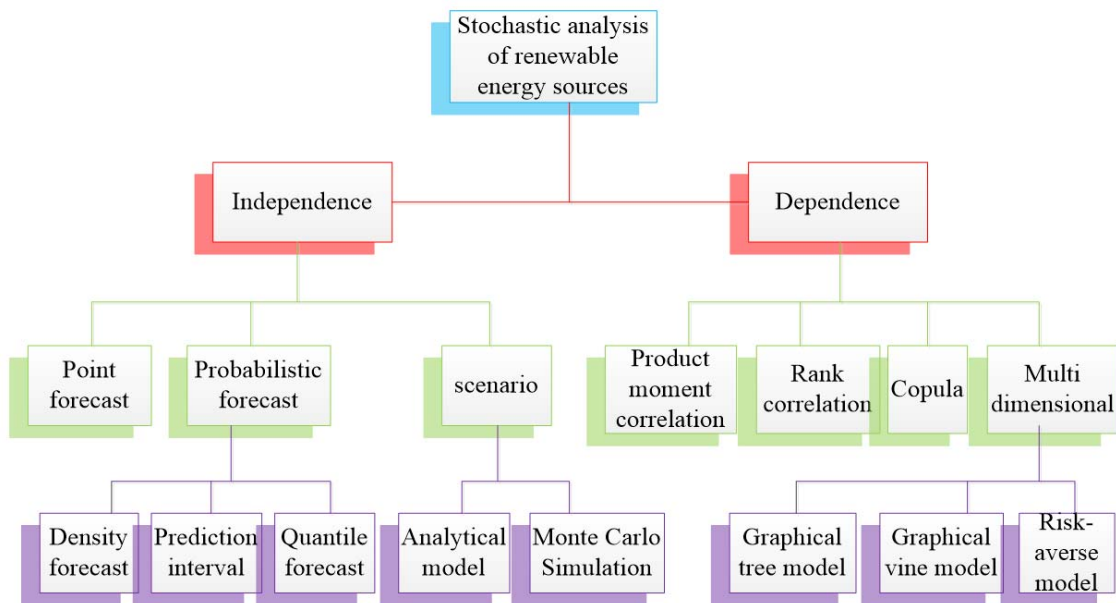 Stochastic analysis
of renewable
energy sources
Independence
Dependence
Point
forecast
Probabilistic
forecast
scenario
Product
moment
correlation
Rank
correlation
Copula
Multi
dimensional
Density
forecast
Prediction
interval
Quantile
forecast
Analytical
model
Monte Carlo
Simulation
Graphical
tree model
Graphical
vine model
Risk-
averse
model